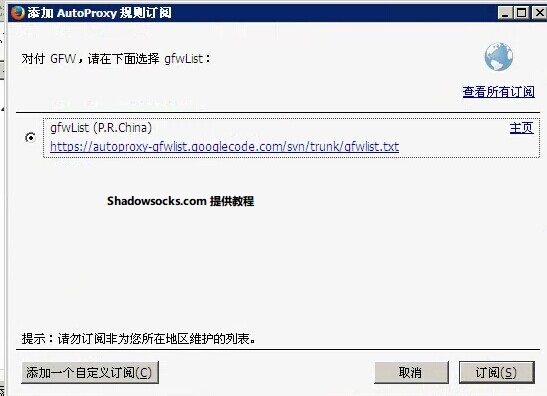 添加 AutoProxy 规则订阅
对付 GFW，请在下面选择 gfwList：
查看所有订阅
gfwList (P.R.China)
主页
https://autoproxy-gfwlist.googlecode.com/svn/trunk/gfwlist.txt
Shadowsocks.com 提供教程
提示：请勿订阅非为您所在地区维护的列表。
添加一个自定义订阅(C)
取消
订阅(S)